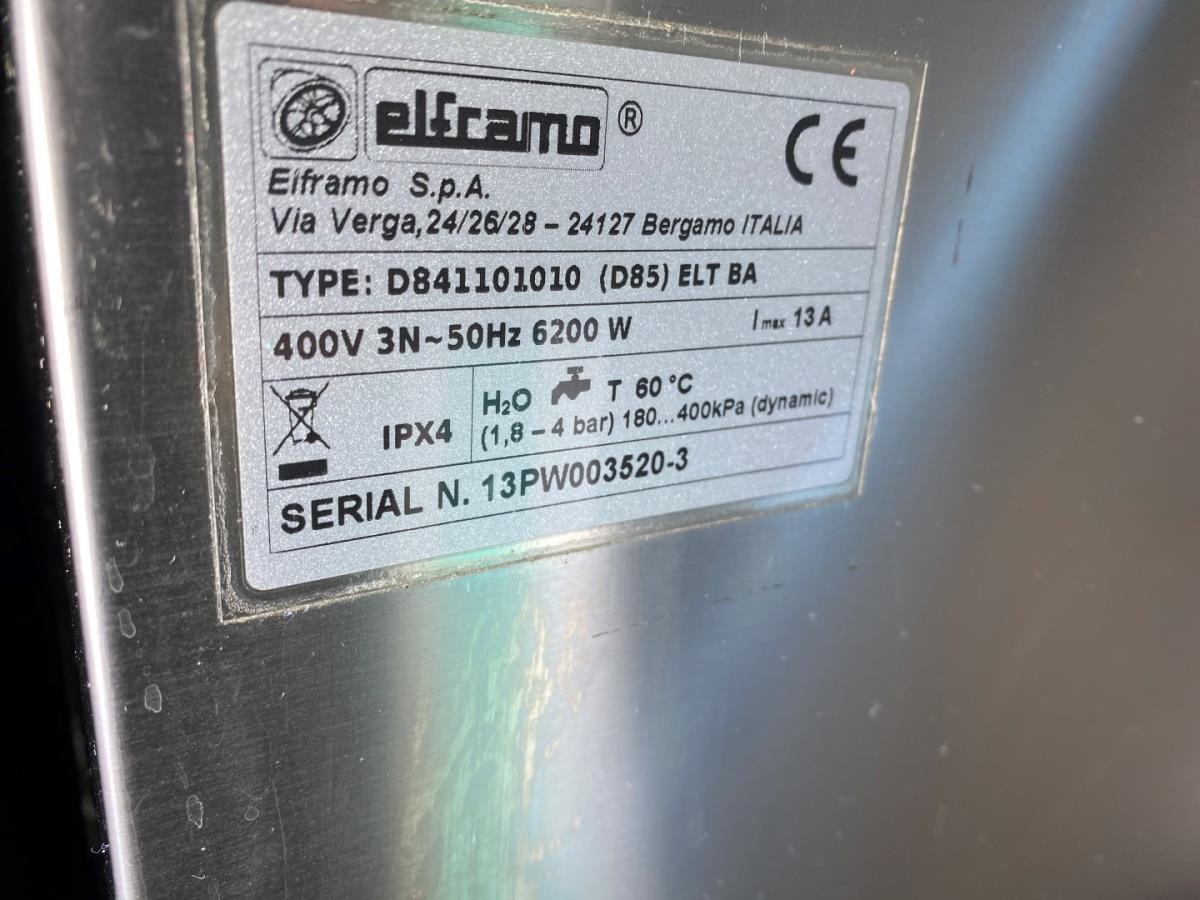 elframo ®
CE
Elframo S.p.A.
Via Verga,24/26/28 – 24127 Bergamo ITALIA
TYPE: D841101010 (D85) ELT BA
400V 3N~50Hz 6200 W I max 13 A
IPX4
H₂O T 60 °C
(1,8 – 4 bar) 180...400kPa (dynamic)
SERIAL N. 13PW003520-3